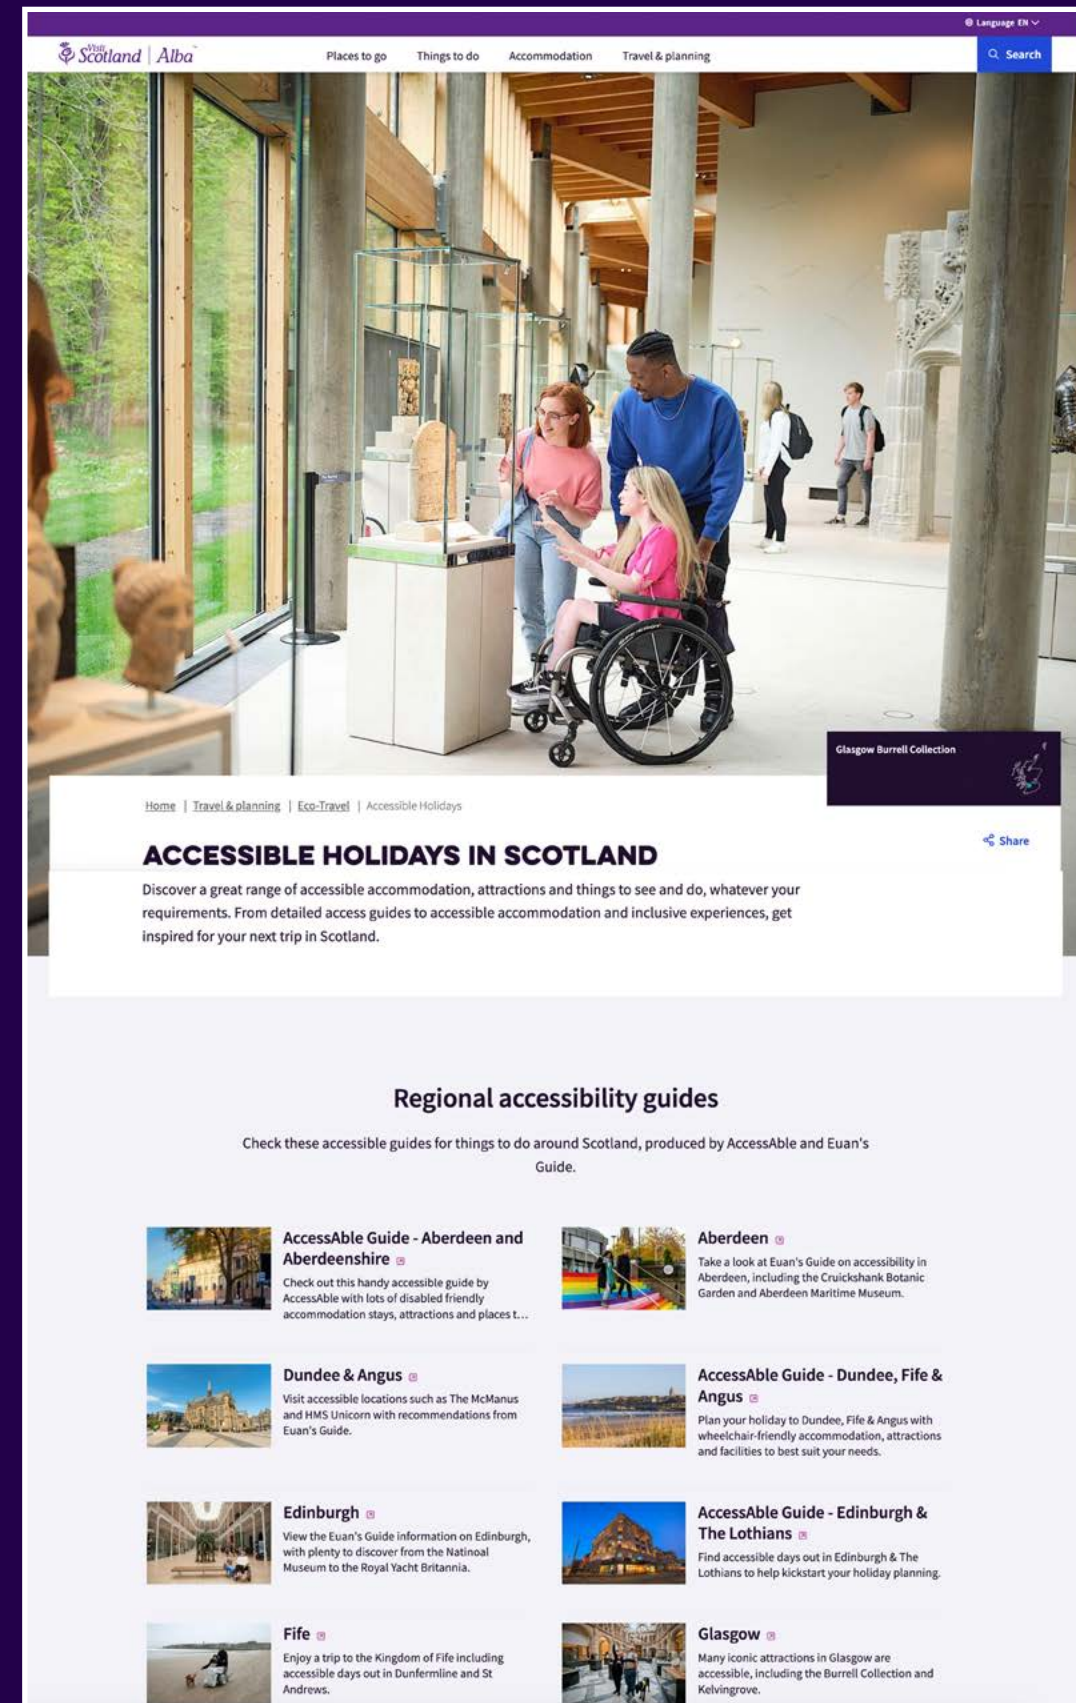 Language EN
Visit
Scotland | Alba
Places to go
Things to do
Accommodation
Travel & planning
Search
Glasgow Burrell Collection
Home | Travel & planning | Eco-Travel | Accessible Holidays
Share
ACCESSIBLE HOLIDAYS IN SCOTLAND
Discover a great range of accessible accommodation, attractions and things to see and do, whatever your
requirements. From detailed access guides to accessible accommodation and inclusive experiences, get
inspired for your next trip in Scotland.
Regional accessibility guides
Check these accessible guides for things to do around Scotland, produced by AccessAble and Euan's
Guide.
AccessAble Guide - Aberdeen and
Aberdeenshire
Check out this handy accessible guide by
AccessAble with lots of disabled friendly
accommodation stays, attractions and places t...
Aberdeen
Take a look at Euan's Guide on accessibility in
Aberdeen, including the Cruickshank Botanic
Garden and Aberdeen Maritime Museum.
Dundee & Angus
Visit accessible locations such as The McManus
and HMS Unicorn with recommendations from
Euan's Guide.
AccessAble Guide - Dundee, Fife &
Angus
Plan your holiday to Dundee, Fife & Angus with
wheelchair-friendly accommodation, attractions
and facilities to best suit your needs.
Edinburgh
View the Euan's Guide information on Edinburgh,
with plenty to discover from the Natinoal
Museum to the Royal Yacht Britannia.
AccessAble Guide - Edinburgh &
The Lothians
Find accessible days out in Edinburgh & The
Lothians to help kickstart your holiday planning.
Fife
Enjoy a trip to the Kingdom of Fife including
accessible days out in Dunfermline and St
Andrews.
Glasgow
Many iconic attractions in Glasgow are
accessible, including the Burrell Collection and
Kelvingrove.